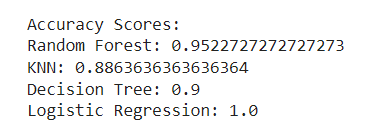 Accuracy Scores:
Random Forest: 0.9522727272727273
KNN: 0.8863636363636364
Decision Tree: 0.9
Logistic Regression: 1.0